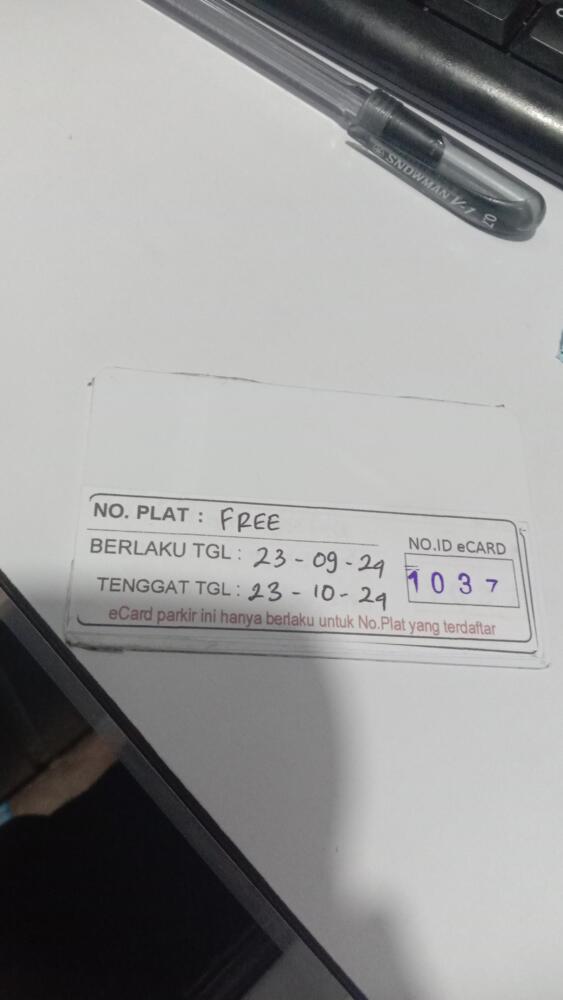 SNOWMAN V-7
NO. PLAT : FREE
BERLAKU TGL : 23 - 09 - 24
NO.ID eCARD
1037
TENGGAT TGL : 23 - 10 - 24
eCard parkir ini hanya berlaku untuk No.Plat yang terdaftar